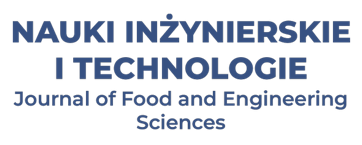 NAUKI INŻYNIERSKIE
I TECHNOLOGIE
Journal of Food and Engineering
Sciences